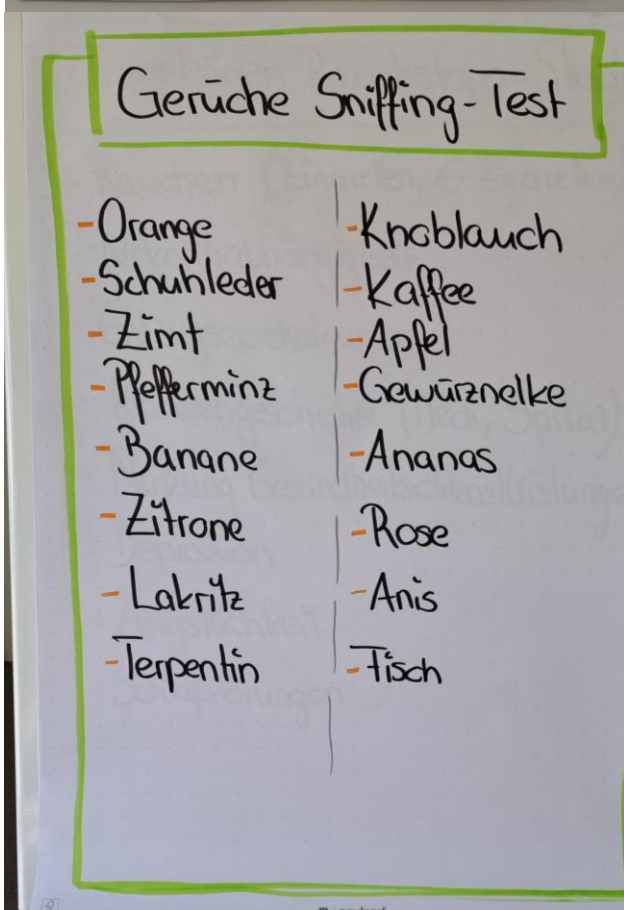 Gerüche Sniffing-Test
-Orange
-Schuhleder
-Zimt
-Pfefferminz
-Banane
-Zitrone
-Lakritz
-Terpentin
-Knoblauch
-Kaffee
-Apfel
-Gewürznelke
-Ananas
-Rose
-Anis
-Fisch